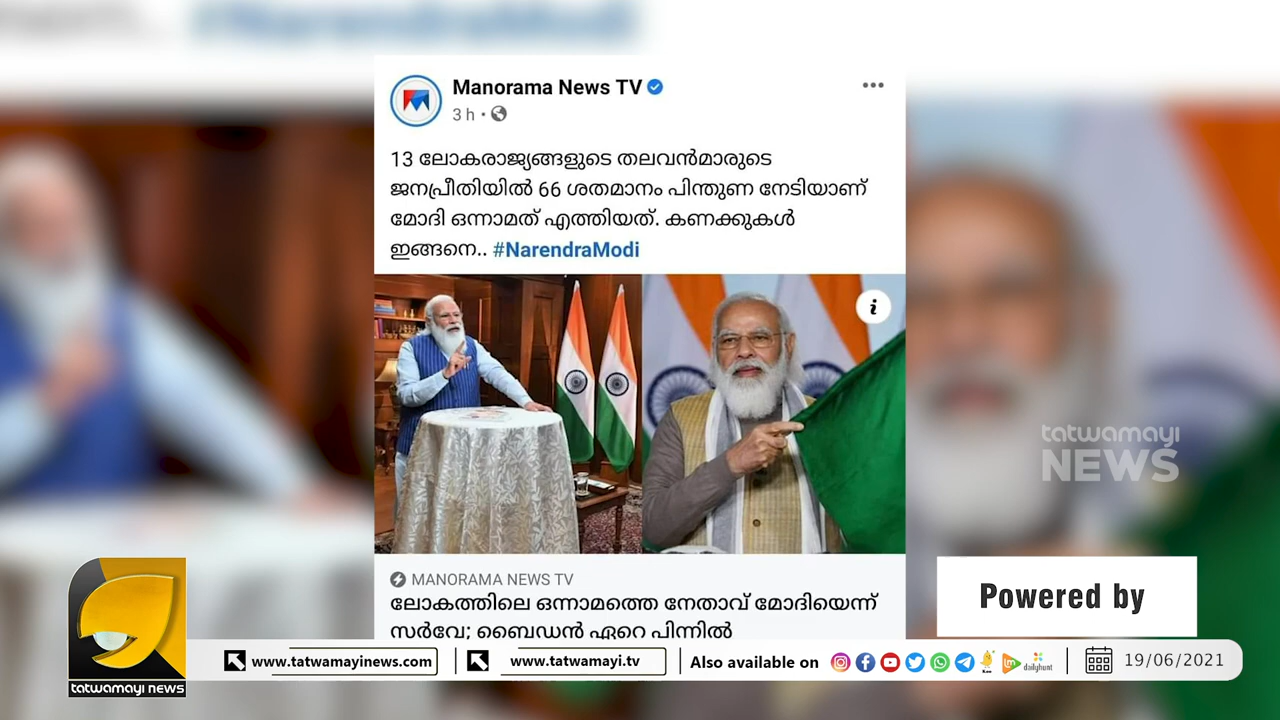 Manorama News TV
3 h
13 ലോകരാജ്യങ്ങളുടെ തലവൻമാരുടെ
ജനപ്രീതിയിൽ 66 ശതമാനം പിന്തുണ നേടിയാണ്
മോദി ഒന്നാമത് എത്തിയത്. കണക്കുകൾ
ഇങ്ങനെ.. #NarendraModi
tatwamayi
NEWS
MANORAMA NEWS TV
ലോകത്തിലെ ഒന്നാമത്തെ നേതാവ് മോദിയെന്ന്
സർവേ; ബൈഡൻ ഏറെ പിന്നിൽ
Powered by
tatwamayi news
www.tatwamayinews.com
www.tatwamayi.tv
Also available on
dailyhunt
19/06/2021